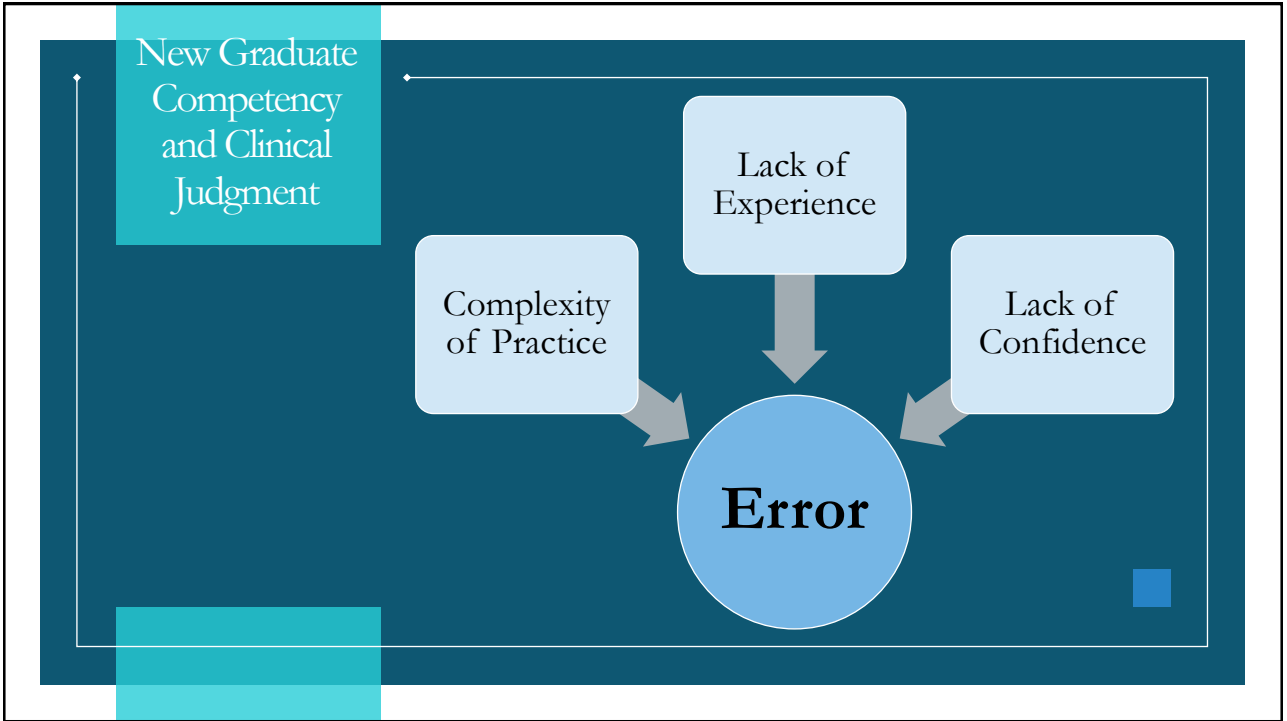 New Graduate
Competency
and Clinical
Judgment
Lack of
Experience
Complexity
of Practice
Lack of
Confidence
Error